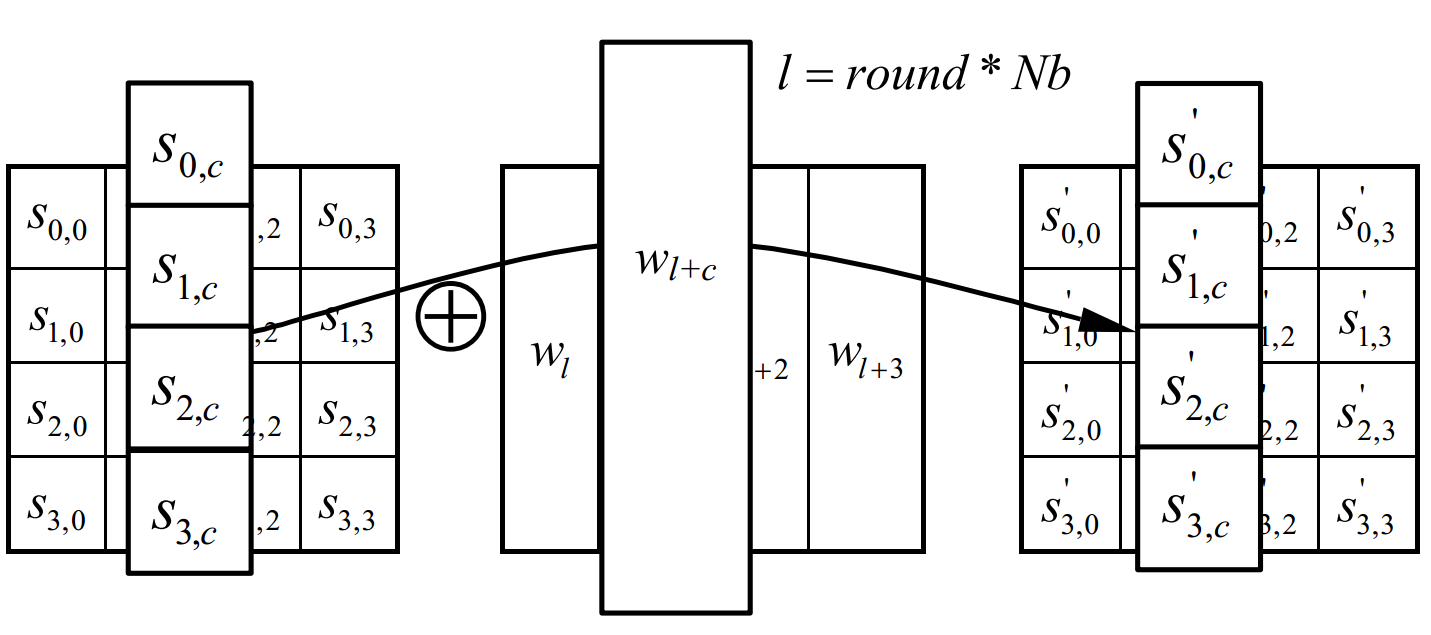 l = round * Nb
s0,c
s0,0 ,2 s0,3
s1,c
s1,0 ,2 s1,3
s2,c
s2,0 2,2 s2,3
s3,c
s3,0 ,2 s3,3
⊕
wl+c
wl +2 wl+3
s'0,c
s'0,0 '0,2 s'0,3
s'1,c
s'1,0 '1,2 s'1,3
s'2,c
s'2,0 '2,2 s'2,3
s'3,c
s'3,0 '3,2 s'3,3